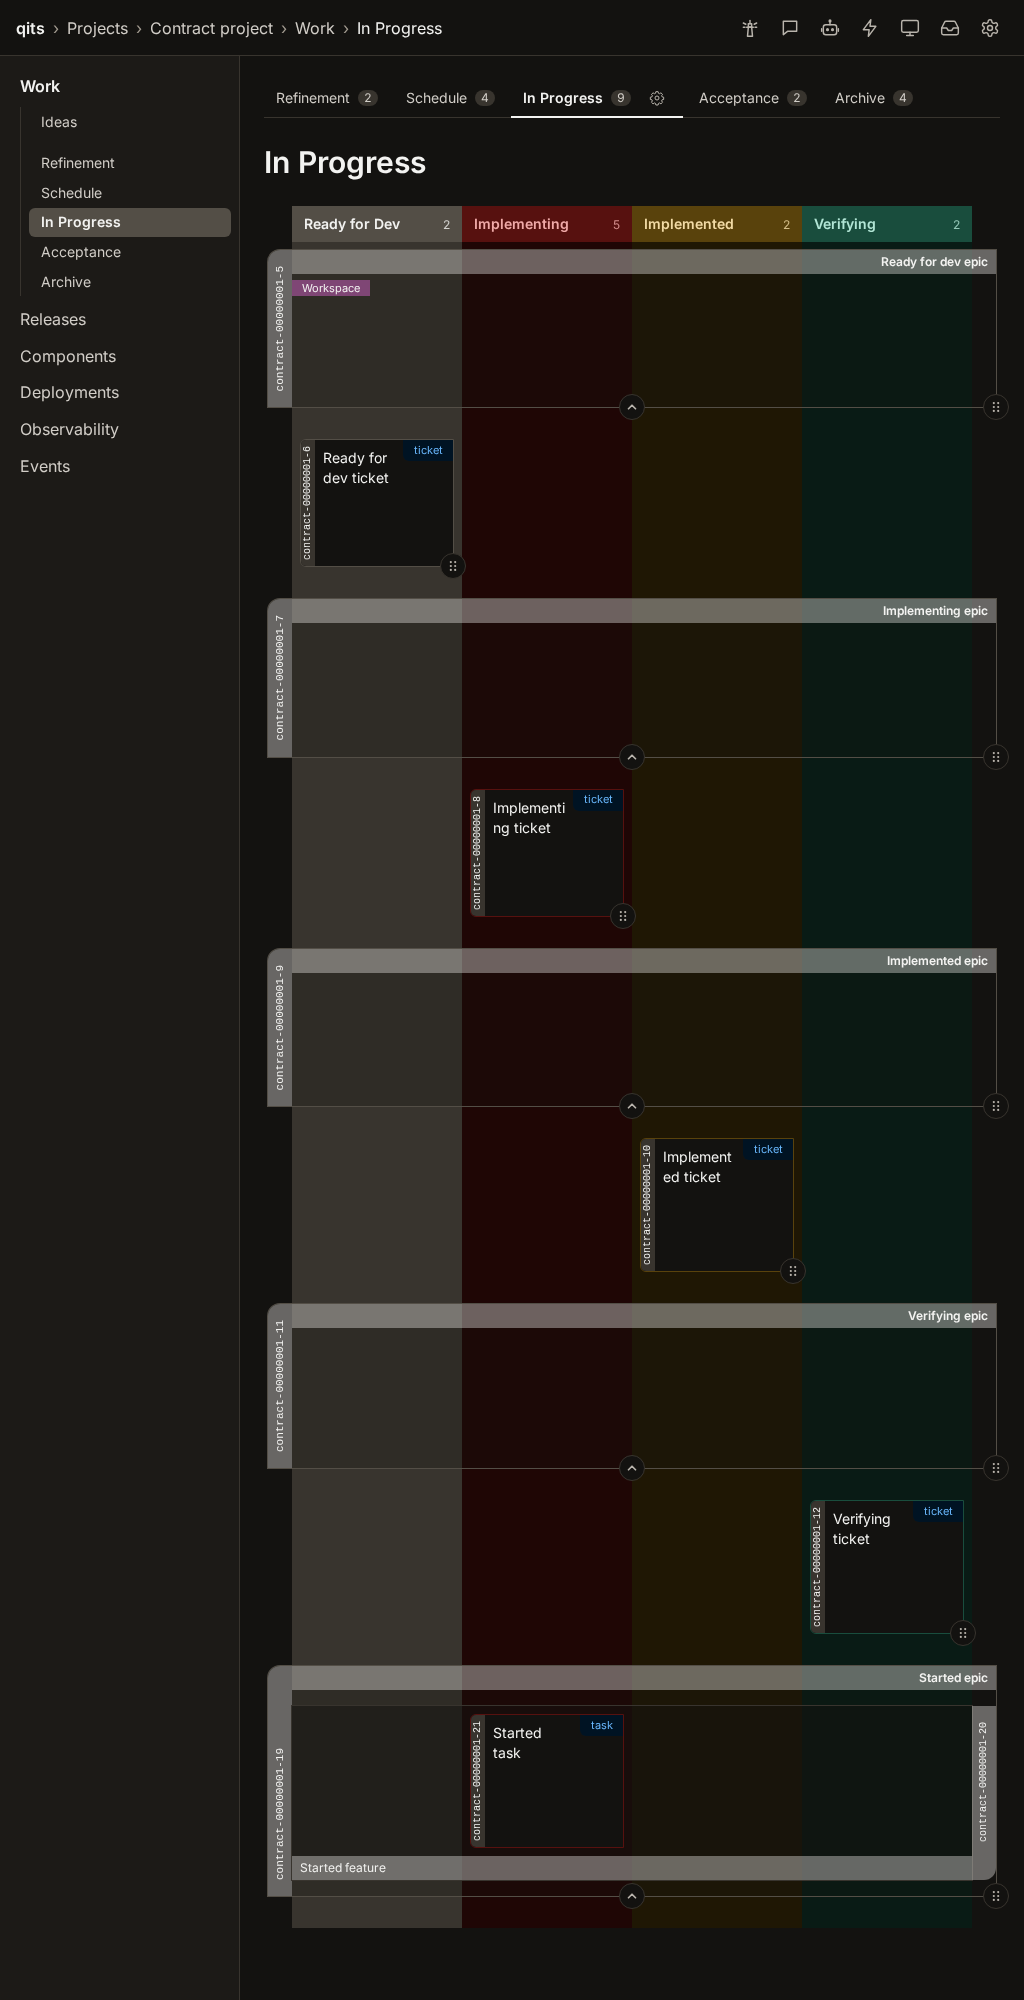 qits › Projects › Contract project › Work › In Progress
Work
Ideas
Refinement
Schedule
In Progress
Acceptance
Archive
Releases
Components
Deployments
Observability
Events
Refinement 2 Schedule 4 In Progress 9 Acceptance 2 Archive 4
In Progress
Ready for Dev 2 Implementing 5 Implemented 2 Verifying 2
contract-00000001-5
Ready for dev epic
Workspace
contract-00000001-6
Ready for
dev ticket
ticket
contract-00000001-7
Implementing epic
contract-00000001-8
Implementi
ng ticket
ticket
contract-00000001-9
Implemented epic
contract-00000001-10
Implement
ed ticket
ticket
contract-00000001-11
Verifying epic
contract-00000001-12
Verifying
ticket
ticket
contract-00000001-19
Started epic
contract-00000001-21
Started
task
task
contract-00000001-20
Started feature